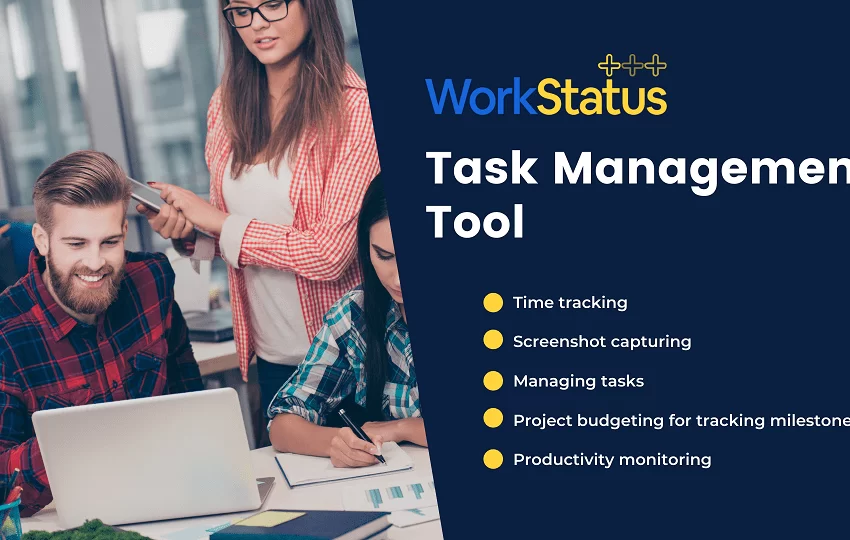 WorkStatus
Task Managemen
Tool
Time tracking
Screenshot capturing
Managing tasks
Project budgeting for tracking milestone
Productivity monitoring